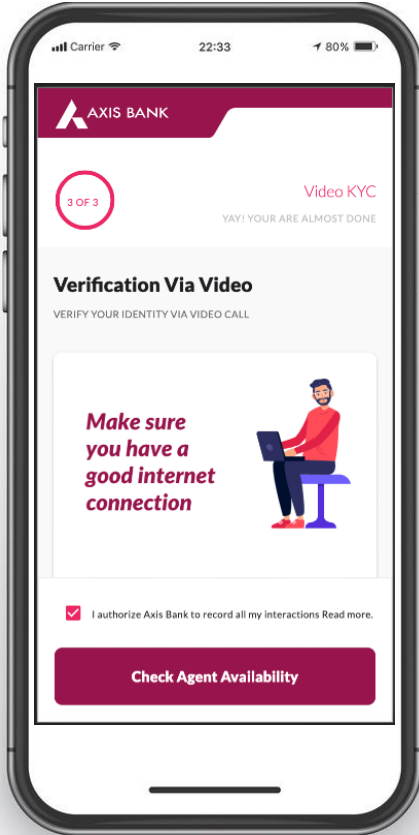 Carrier 22:33 80%
AXIS BANK
3 OF 3
Video KYC
YAY! YOUR ARE ALMOST DONE
Verification Via Video
VERIFY YOUR IDENTITY VIA VIDEO CALL
Make sure
you have a
good internet
connection
I authorize Axis Bank to record all my interactions Read more.
Check Agent Availability